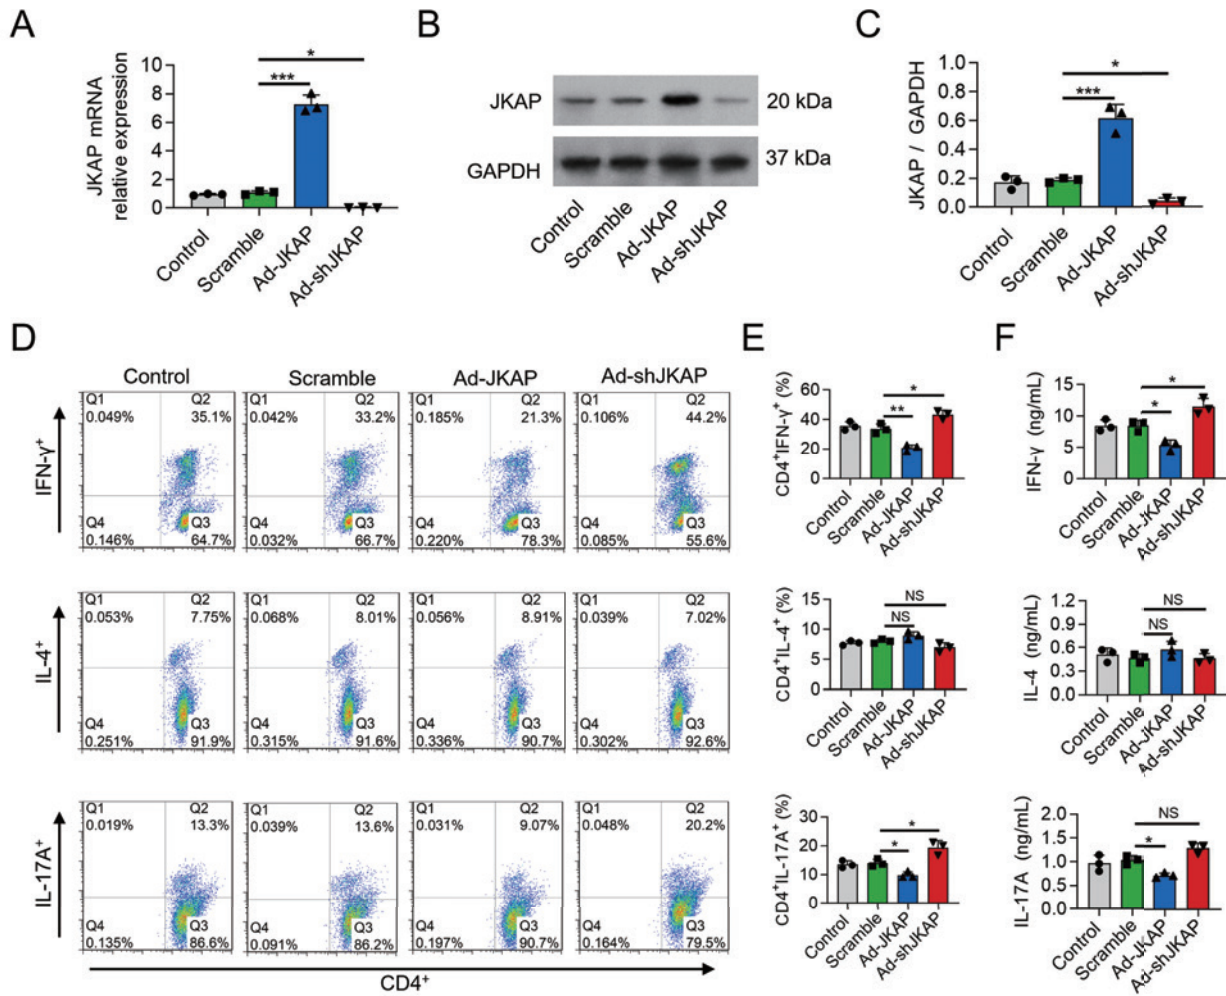 A
JKAP mRNA
relative expression
10
8
6
4
2
0
*
***
Control
Scramble
Ad-JKAP
Ad-shJKAP
B
JKAP
20 kDa
GAPDH
37 kDa
Control
Scramble
Ad-JKAP
Ad-shJKAP
C
JKAP / GAPDH
1.0
0.8
0.6
0.4
0.2
0.0
*
***
Control
Scramble
Ad-JKAP
Ad-shJKAP
D
Control Scramble Ad-JKAP Ad-shJKAP
IFN-γ⁺
Q1 Q2 Q1 Q2 Q1 Q2 Q1 Q2
0.049% 35.1% 0.042% 33.2% 0.185% 21.3% 0.106% 44.2%
Q4 Q3 Q4 Q3 Q4 Q3 Q4 Q3
0.146% 64.7% 0.032% 66.7% 0.220% 78.3% 0.085% 55.6%
IL-4⁺
Q1 Q2 Q1 Q2 Q1 Q2 Q1 Q2
0.053% 7.75% 0.068% 8.01% 0.056% 8.91% 0.039% 7.02%
Q4 Q3 Q4 Q3 Q4 Q3 Q4 Q3
0.251% 91.9% 0.315% 91.6% 0.336% 90.7% 0.302% 92.6%
IL-17A⁺
Q1 Q2 Q1 Q2 Q1 Q2 Q1 Q2
0.019% 13.3% 0.039% 13.6% 0.031% 9.07% 0.048% 20.2%
Q4 Q3 Q4 Q3 Q4 Q3 Q4 Q3
0.135% 86.6% 0.091% 86.2% 0.197% 90.7% 0.164% 79.5%
CD4⁺
E
CD4⁺IFN-γ⁺ (%)
60
40
20
0
*
**
Control
Scramble
Ad-JKAP
Ad-shJKAP
CD4⁺IL-4⁺ (%)
15
10
5
0
NS
NS
Control
Scramble
Ad-JKAP
Ad-shJKAP
CD4⁺IL-17A⁺ (%)
30
20
10
0
*
*
Control
Scramble
Ad-JKAP
Ad-shJKAP
F
IFN-γ (ng/mL)
15
10
5
0
*
*
Control
Scramble
Ad-JKAP
Ad-shJKAP
IL-4 (ng/mL)
1.2
0.9
0.6
0.3
0.0
NS
NS
Control
Scramble
Ad-JKAP
Ad-shJKAP
IL-17A (ng/mL)
2.0
1.5
1.0
0.5
0.0
NS
*
Control
Scramble
Ad-JKAP
Ad-shJKAP